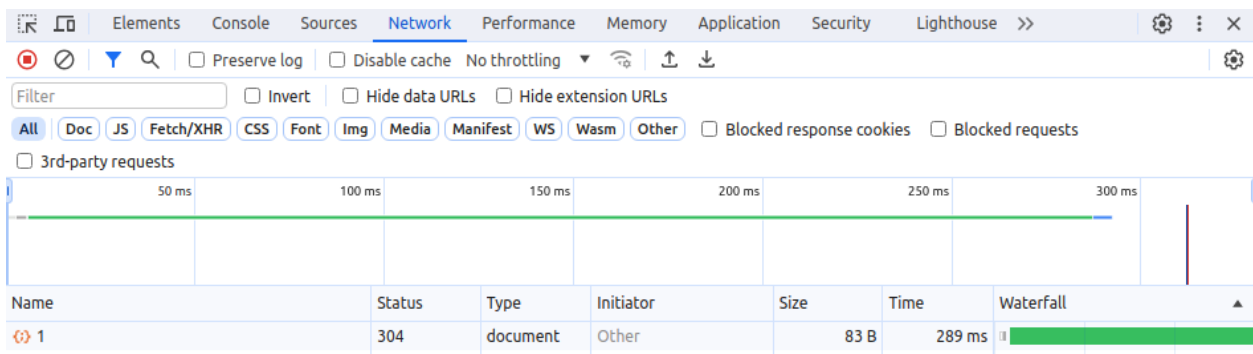 Elements Console Sources Network Performance Memory Application Security Lighthouse
Preserve log Disable cache No throttling
Filter Invert Hide data URLs Hide extension URLs
All Doc JS Fetch/XHR CSS Font Img Media Manifest WS Wasm Other Blocked response cookies Blocked requests
3rd-party requests
50 ms 100 ms 150 ms 200 ms 250 ms 300 ms
Name Status Type Initiator Size Time Waterfall
1 304 document Other 83 B 289 ms